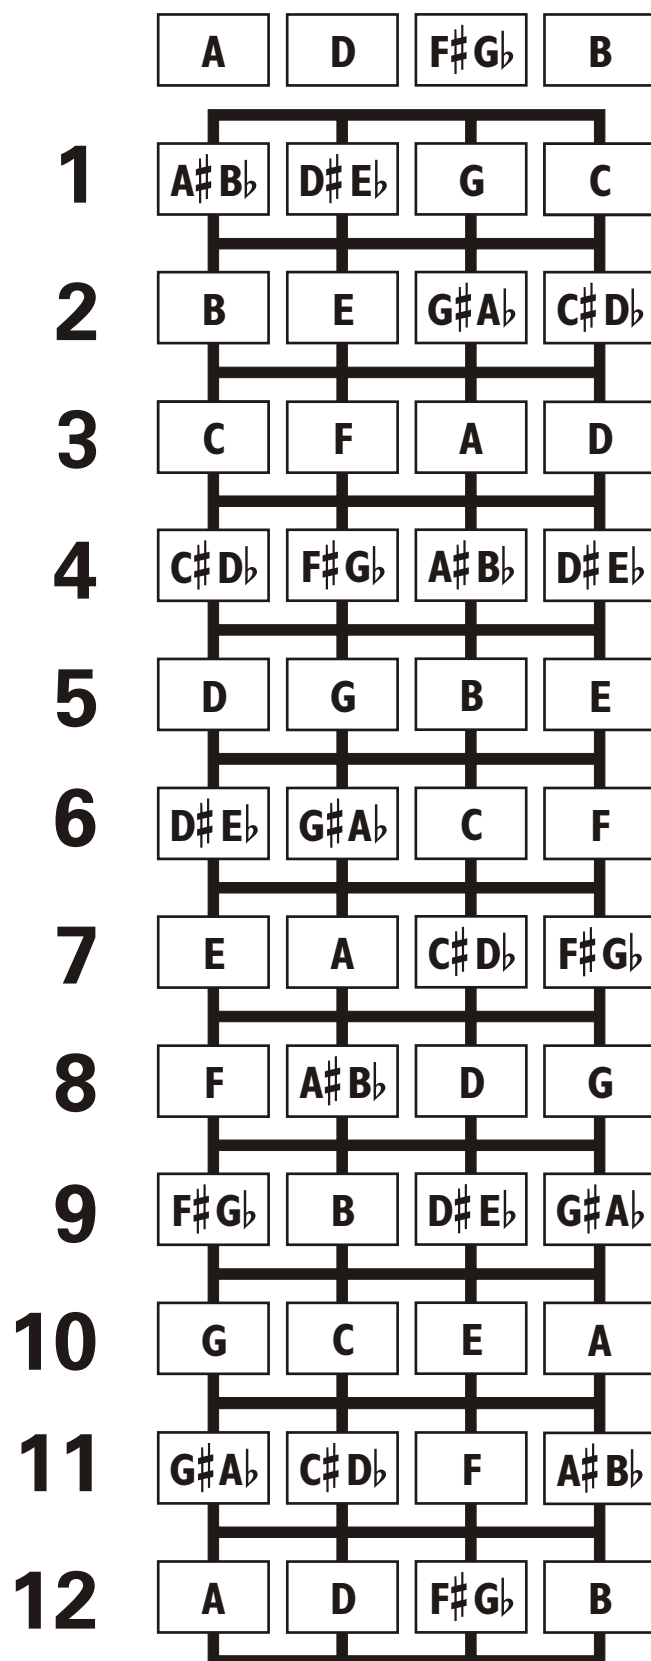 A D F♯G♭ B
1 A♯B♭ D♯E♭ G C
2 B E G♯A♭ C♯D♭
3 C F A D
4 C♯D♭ F♯G♭ A♯B♭ D♯E♭
5 D G B E
6 D♯E♭ G♯A♭ C F
7 E A C♯D♭ F♯G♭
8 F A♯B♭ D G
9 F♯G♭ B D♯E♭ G♯A♭
10 G C E A
11 G♯A♭ C♯D♭ F A♯B♭
12 A D F♯G♭ B